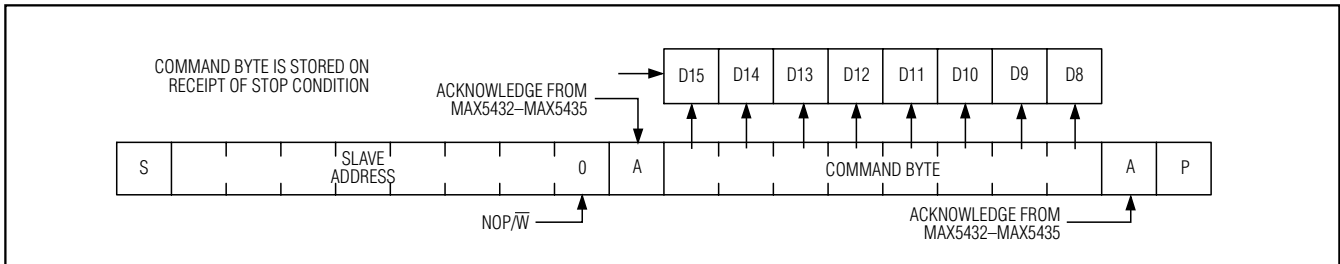 COMMAND BYTE IS STORED ON
RECEIPT OF STOP CONDITION
D15 D14 D13 D12 D11 D10 D9 D8
ACKNOWLEDGE FROM
MAX5432–MAX5435
S SLAVE ADDRESS 0 A COMMAND BYTE A P
NOP/W̅
ACKNOWLEDGE FROM
MAX5432–MAX5435